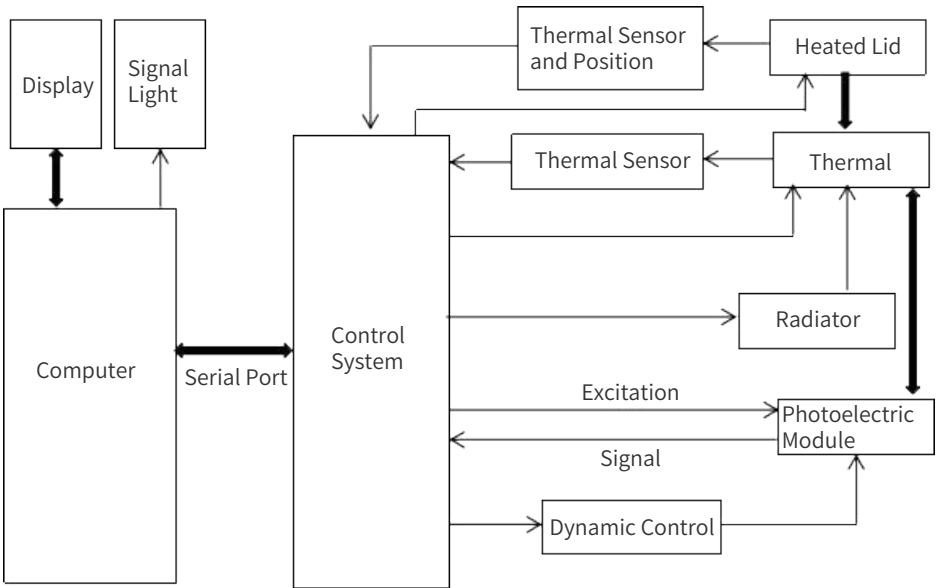 Display
Signal
Light
Thermal Sensor
and Position
Heated Lid
Thermal Sensor
Thermal
Computer
Serial Port
Control
System
Radiator
Excitation
Photoelectric
Module
Signal
Dynamic Control